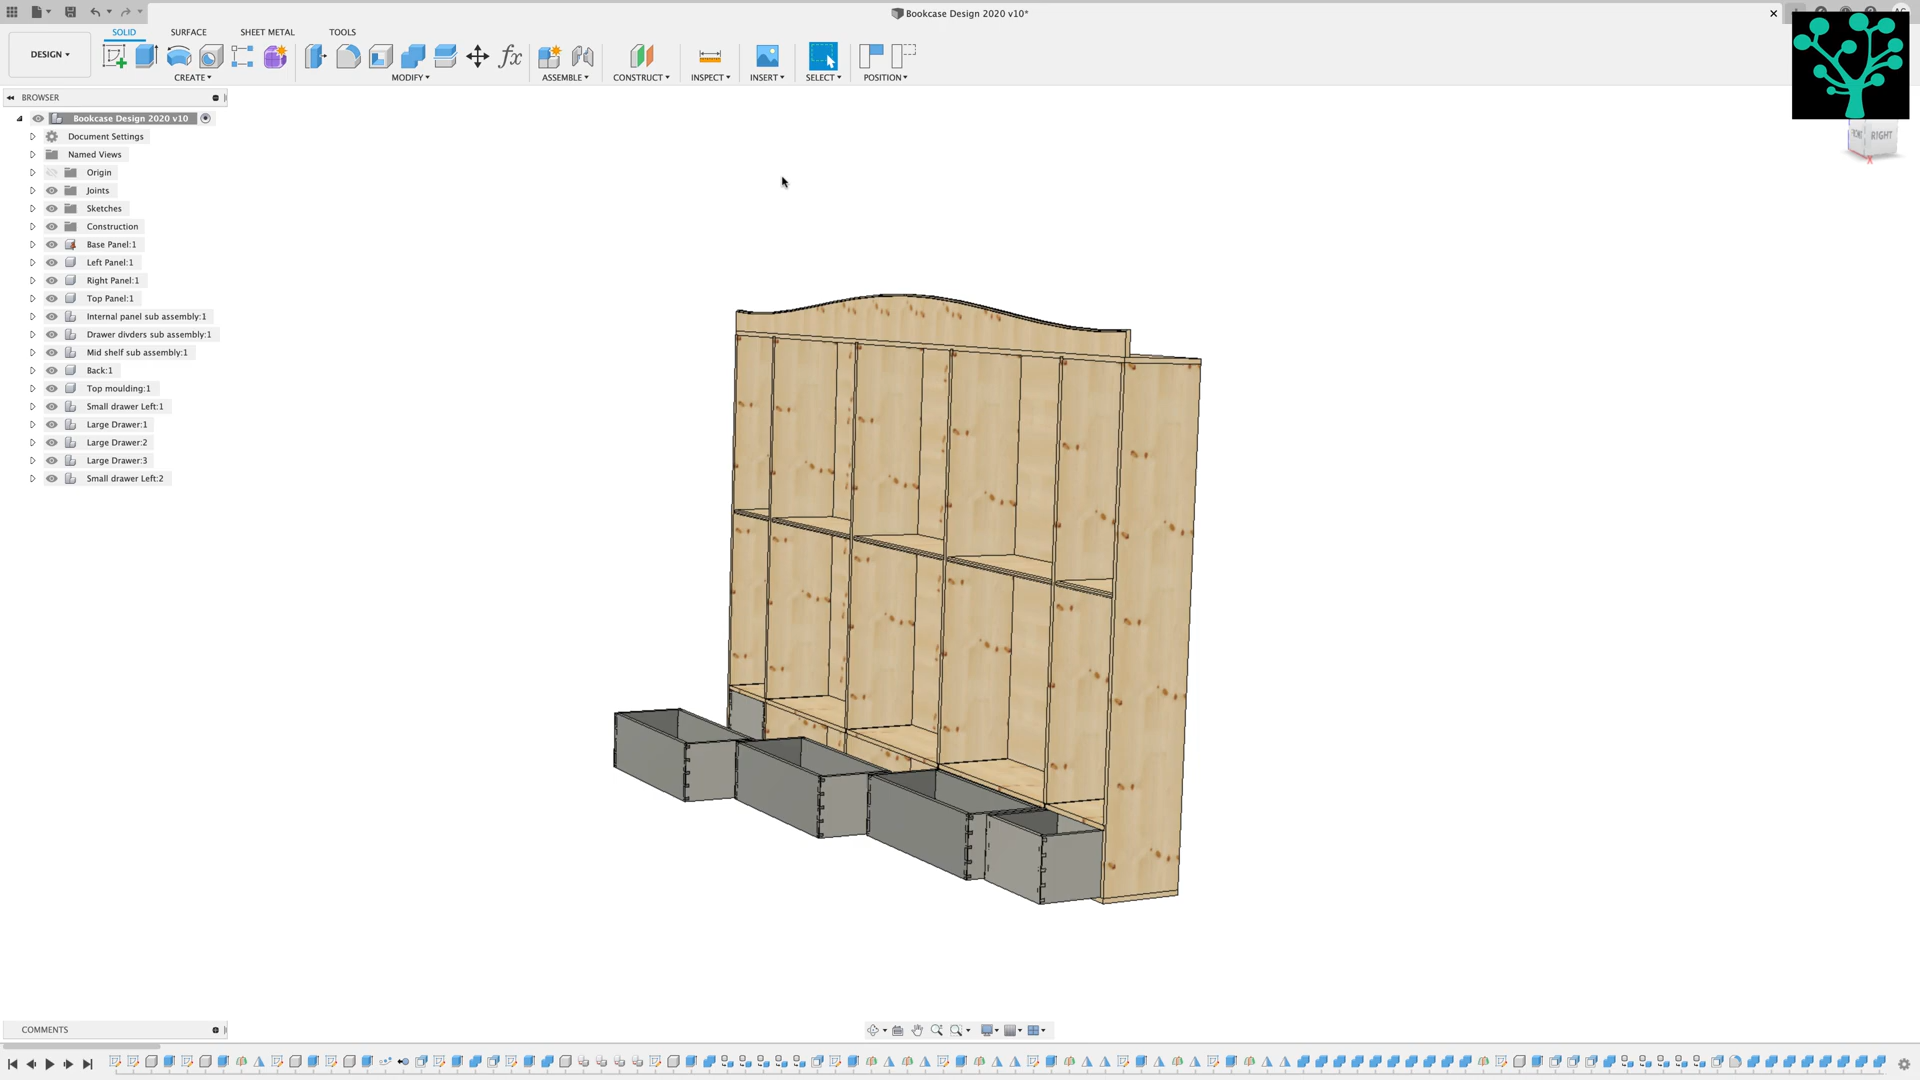 Bookcase Design 2020 v10*
SOLID SURFACE SHEET METAL TOOLS
DESIGN
CREATE MODIFY ASSEMBLE CONSTRUCT INSPECT INSERT SELECT POSITION
BROWSER
Bookcase Design 2020 v10
Document Settings
Named Views
Origin
Joints
Sketches
Construction
Base Panel:1
Left Panel:1
Right Panel:1
Top Panel:1
Internal panel sub assembly:1
Drawer divders sub assembly:1
Mid shelf sub assembly:1
Back:1
Top moulding:1
Small drawer Left:1
Large Drawer:1
Large Drawer:2
Large Drawer:3
Small drawer Left:2
RIGHT
X
COMMENTS